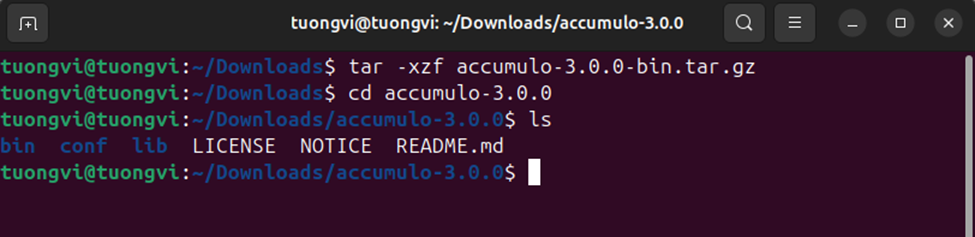 tuongvi@tuongvi: ~/Downloads/accumulo-3.0.0
tuongvi@tuongvi:~/Downloads$ tar -xzf accumulo-3.0.0-bin.tar.gz
tuongvi@tuongvi:~/Downloads$ cd accumulo-3.0.0
tuongvi@tuongvi:~/Downloads/accumulo-3.0.0$ ls
bin  conf  lib  LICENSE  NOTICE  README.md
tuongvi@tuongvi:~/Downloads/accumulo-3.0.0$